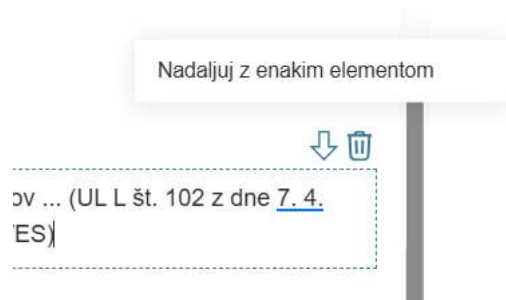 Nadaljuj z enakim elementom
ov ... (UL L št. 102 z dne 7. 4.
ES)